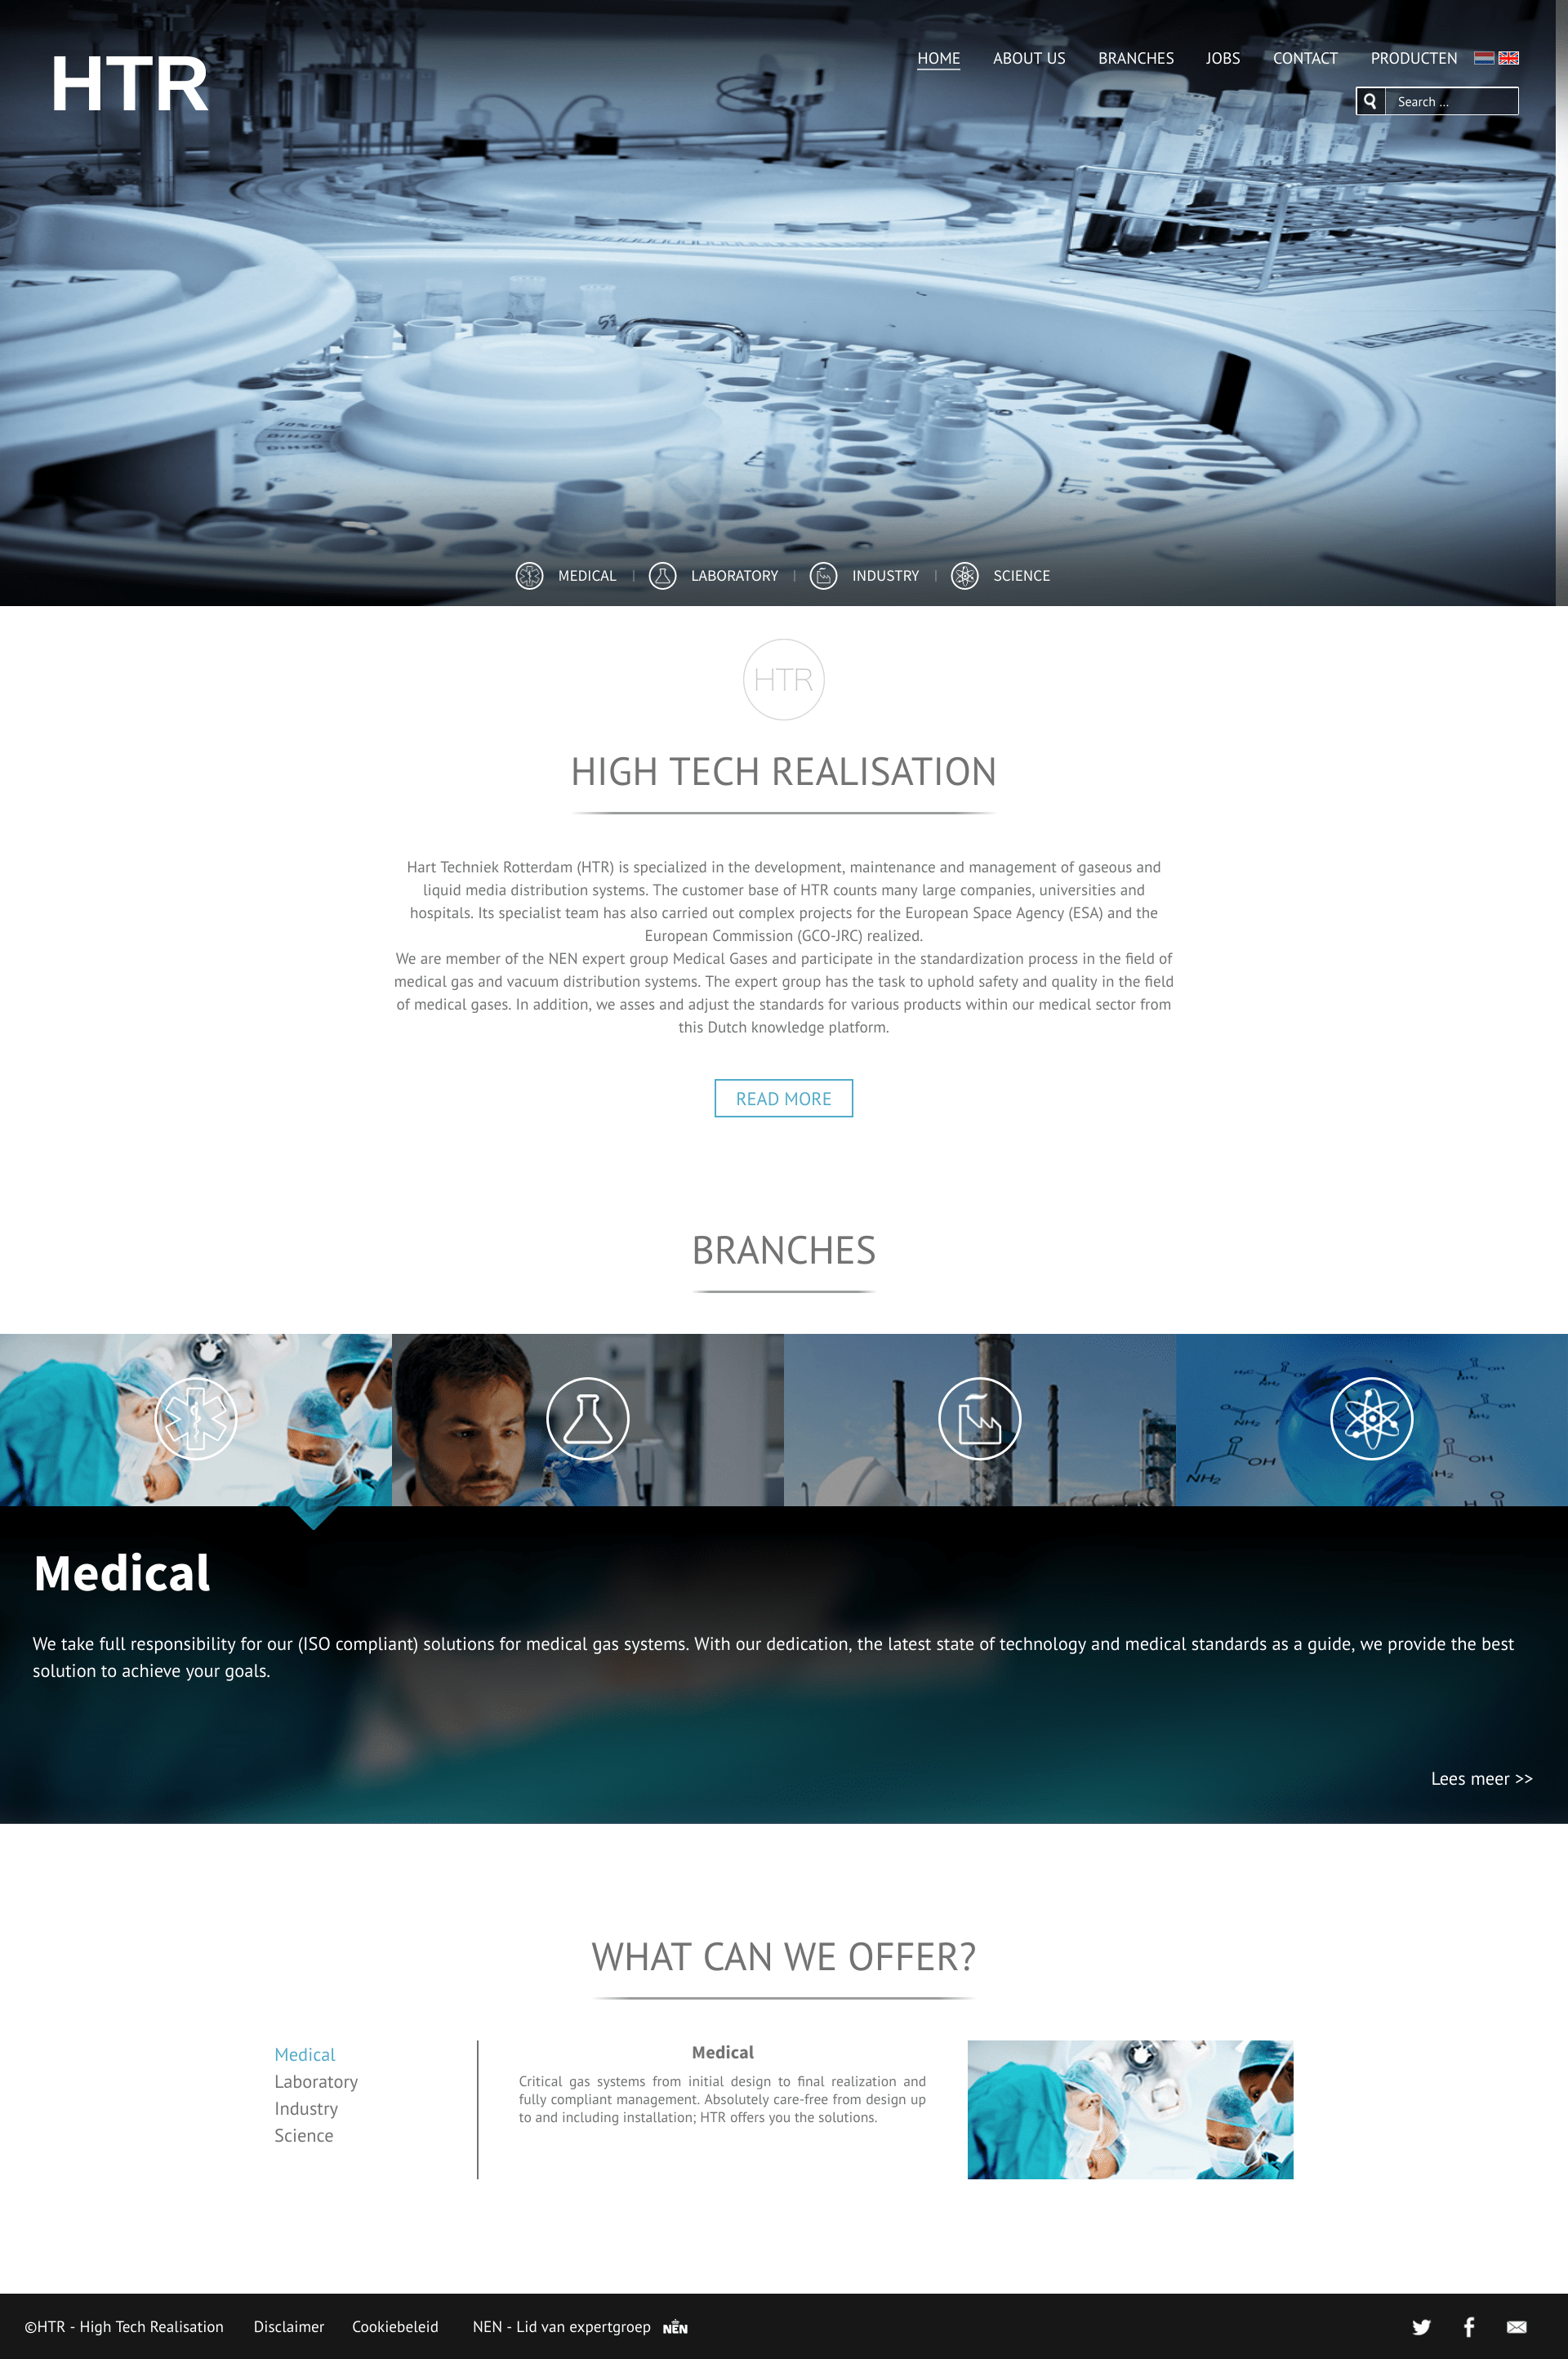 HTR
HOME ABOUT US BRANCHES JOBS CONTACT PRODUCTEN
Search ...
MEDICAL | LABORATORY | INDUSTRY | SCIENCE
HTR
HIGH TECH REALISATION
Hart Techniek Rotterdam (HTR) is specialized in the development, maintenance and management of gaseous and
liquid media distribution systems. The customer base of HTR counts many large companies, universities and
hospitals. Its specialist team has also carried out complex projects for the European Space Agency (ESA) and the
European Commission (GCO-JRC) realized.
We are member of the NEN expert group Medical Gases and participate in the standardization process in the field of
medical gas and vacuum distribution systems. The expert group has the task to uphold safety and quality in the field
of medical gases. In addition, we asses and adjust the standards for various products within our medical sector from
this Dutch knowledge platform.
READ MORE
BRANCHES
Medical
We take full responsibility for our (ISO compliant) solutions for medical gas systems. With our dedication, the latest state of technology and medical standards as a guide, we provide the best
solution to achieve your goals.
Lees meer >>
WHAT CAN WE OFFER?
Medical
Laboratory
Industry
Science
Medical
Critical gas systems from initial design to final realization and
fully compliant management. Absolutely care-free from design up
to and including installation; HTR offers you the solutions.
©HTR - High Tech Realisation Disclaimer Cookiebeleid NEN - Lid van expertgroep NEN